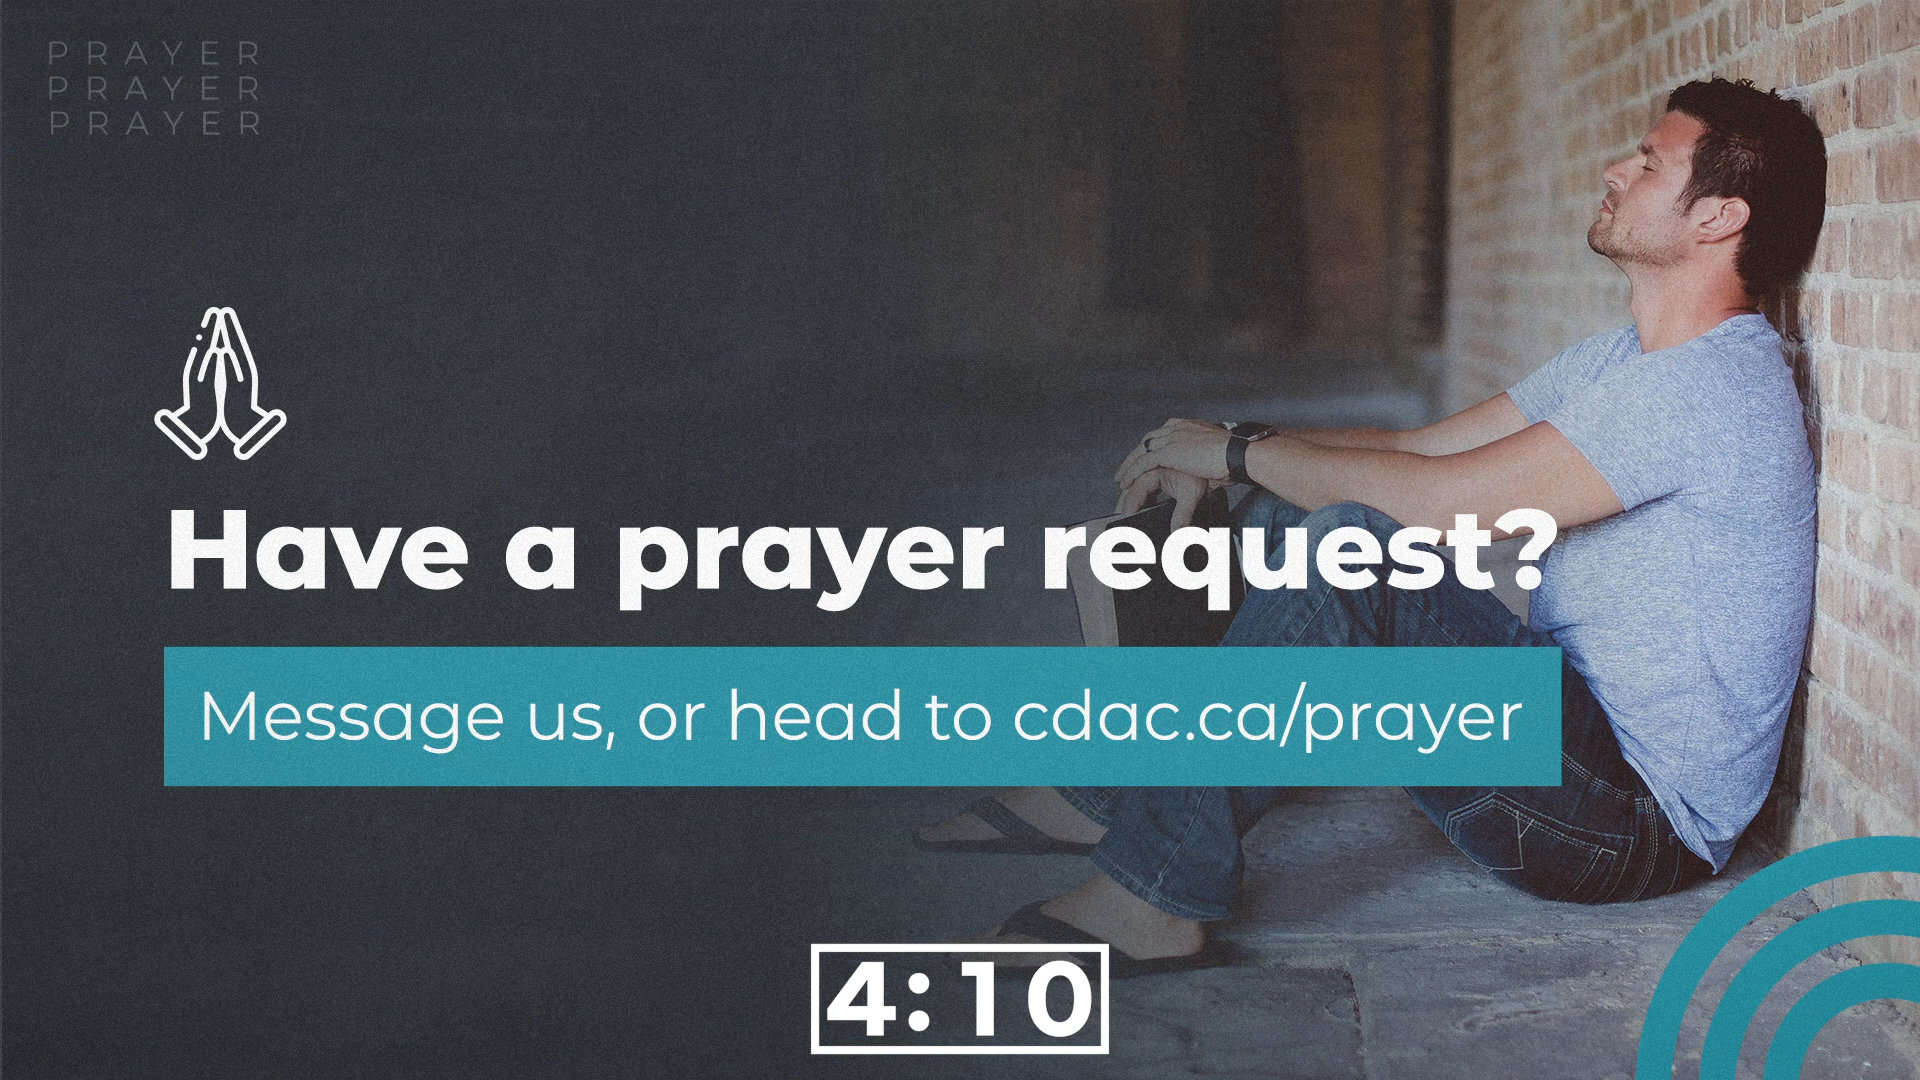 PRAYER
PRAYER
PRAYER
Have a prayer request?
Message us, or head to cdac.ca/prayer
4:10